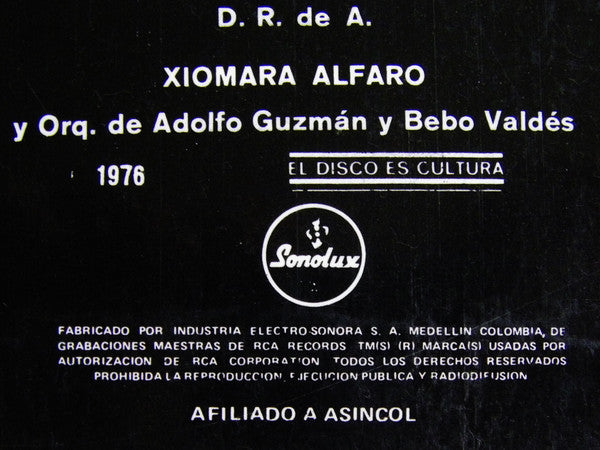 D. R. de A.
XIOMARA ALFARO
y Orq. de Adolfo Guzmán y Bebo Valdés
1976
EL DISCO ES CULTURA
Sonolux
FABRICADO POR INDUSTRIA ELECTRO-SONORA S. A. MEDELLIN COLOMBIA, DE
GRABACIONES MAESTRAS DE RCA RECORDS TM(S) (R) MARCA(S) USADAS POR
AUTORIZACION DE RCA CORPORATION TODOS LOS DERECHOS RESERVADOS
PROHIBIDA LA REPRODUCCION, EJECUCION PUBLICA Y RADIODIFUSION
AFILIADO A ASINCOL